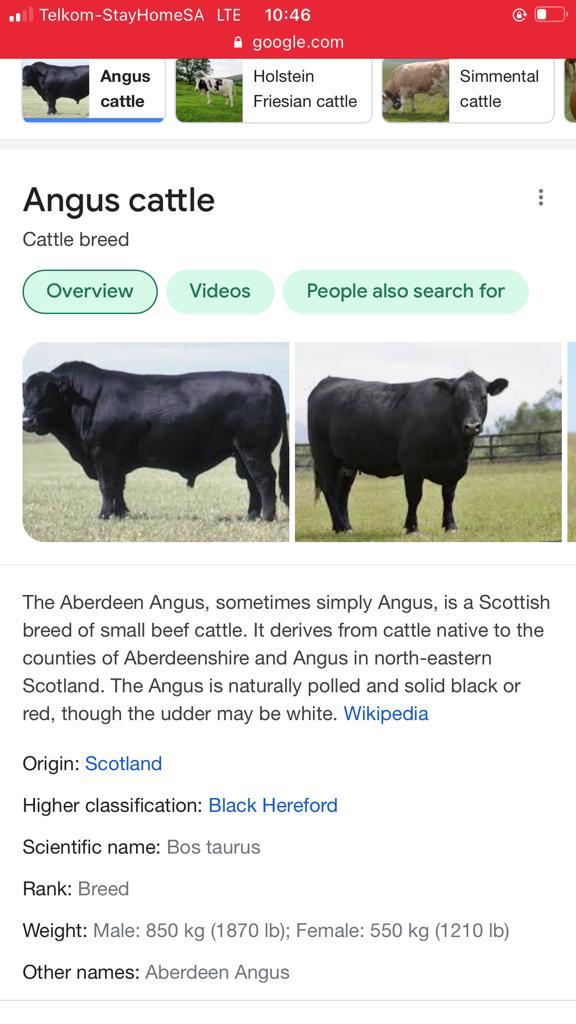 Telkom-StayHomeSA LTE 10:46
google.com
Angus
cattle
Holstein
Friesian cattle
Simmental
cattle
Angus cattle
Cattle breed
Overview
Videos
People also search for
The Aberdeen Angus, sometimes simply Angus, is a Scottish
breed of small beef cattle. It derives from cattle native to the
counties of Aberdeenshire and Angus in north-eastern
Scotland. The Angus is naturally polled and solid black or
red, though the udder may be white. Wikipedia
Origin: Scotland
Higher classification: Black Hereford
Scientific name: Bos taurus
Rank: Breed
Weight: Male: 850 kg (1870 lb); Female: 550 kg (1210 lb)
Other names: Aberdeen Angus